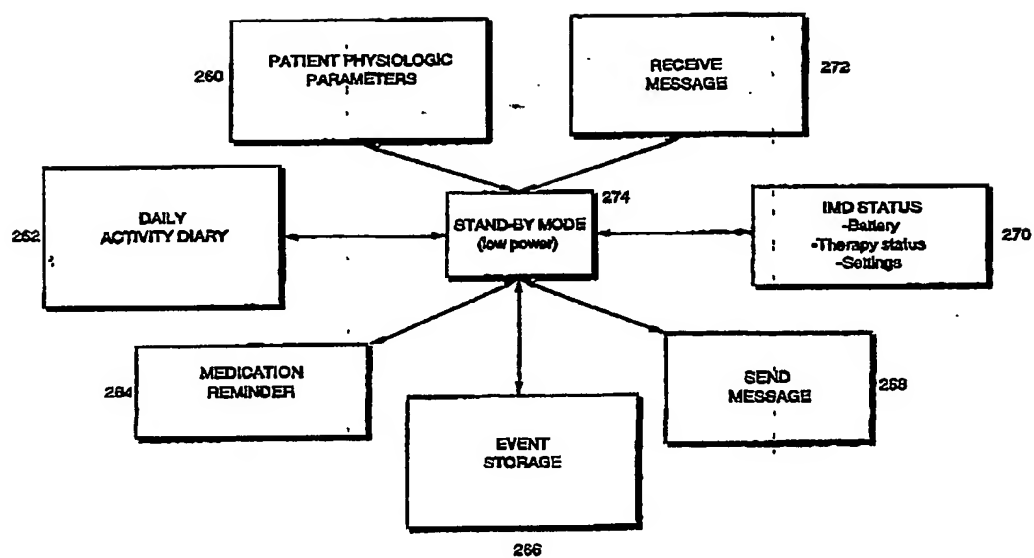 PATIENT PHYSIOLOGIC
PARAMETERS
260
RECEIVE
MESSAGE
272
DAILY
ACTIVITY DIARY
262
STAND-BY MODE
(low power)
274
IMD STATUS
-Battery
-Therapy status
-Settings
270
MEDICATION
REMINDER
264
EVENT
STORAGE
266
SEND
MESSAGE
268